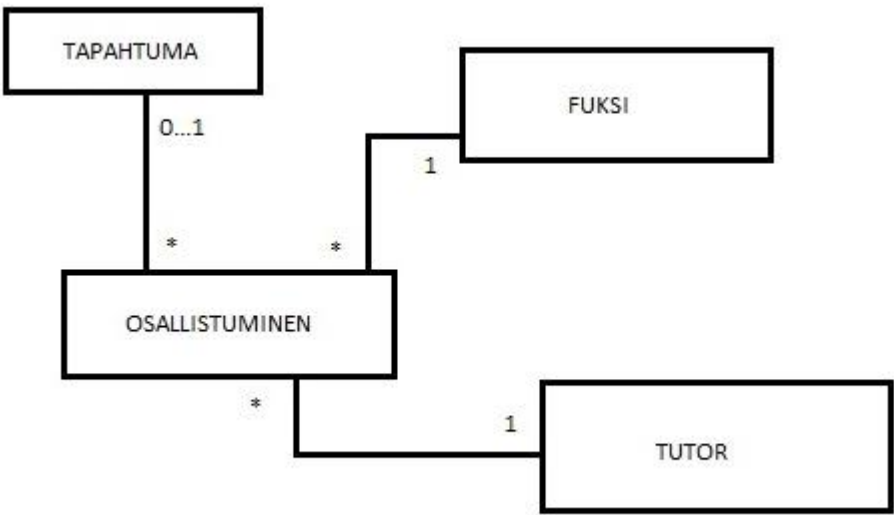 TAPAHTUMA
FUKSI
0...1
1
*
*
OSALLISTUMINEN
*
1
TUTOR